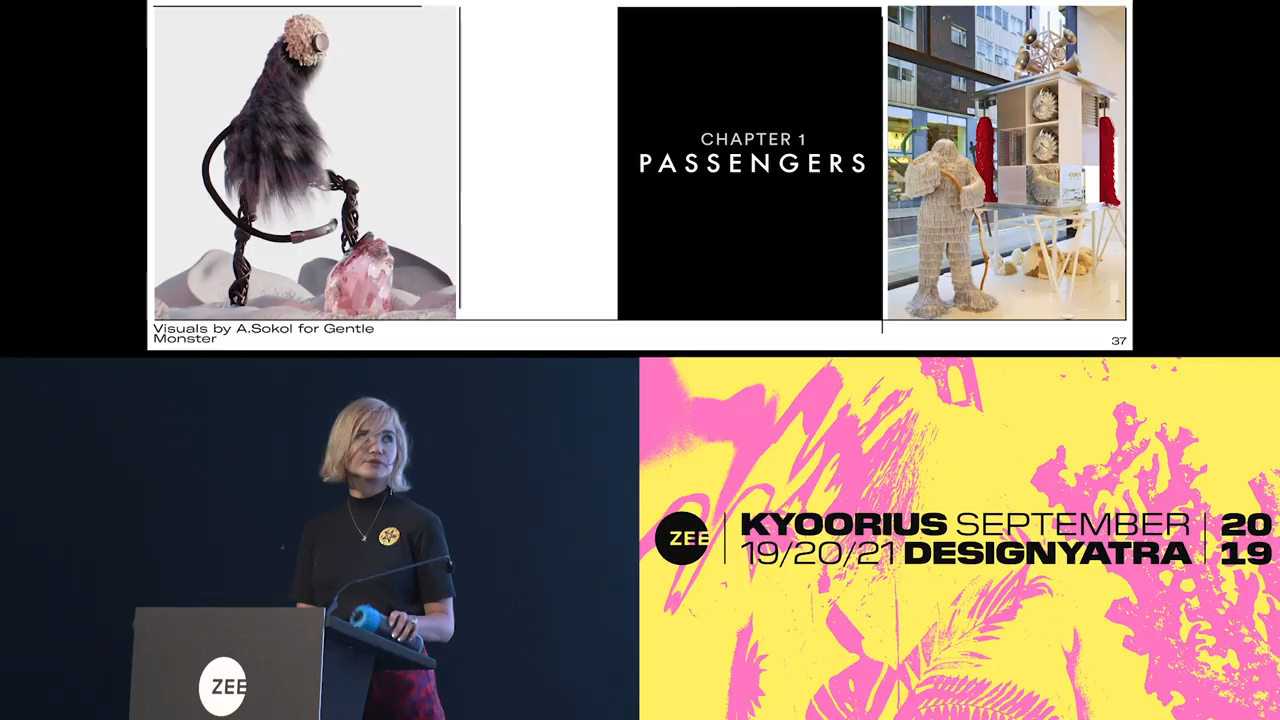 CHAPTER 1
PASSENGERS
Visuals by A.Sokol for Gentle
Monster
37
ZEE
KYOORIUS SEPTEMBER
19/20/21 DESIGNYATRA
20
19
ZEE